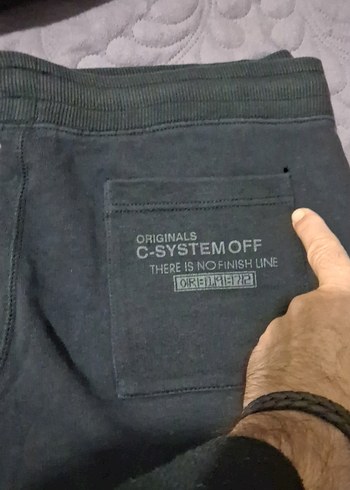 ORIGINALS
C-SYSTEM OFF
THERE IS NO FINISH LINE